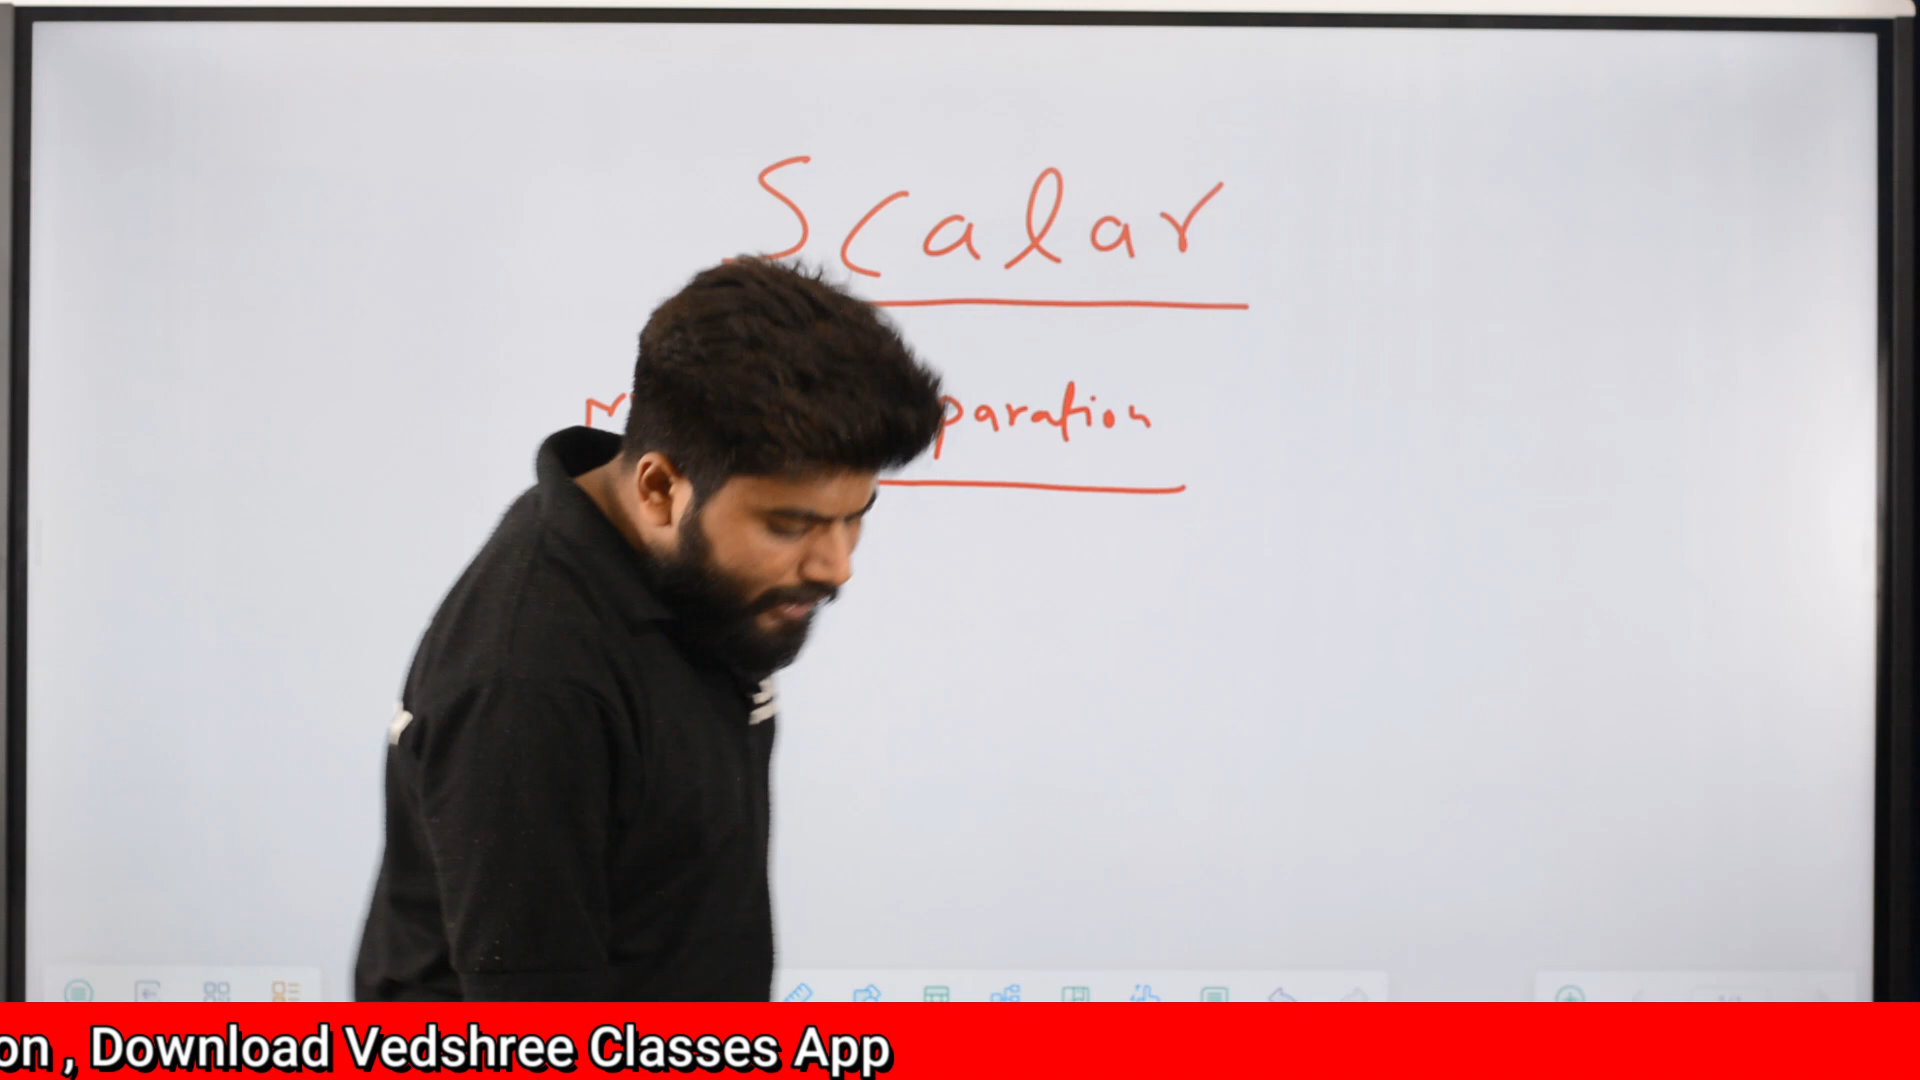 Scalar
paration
on , Download Vedshree Classes App